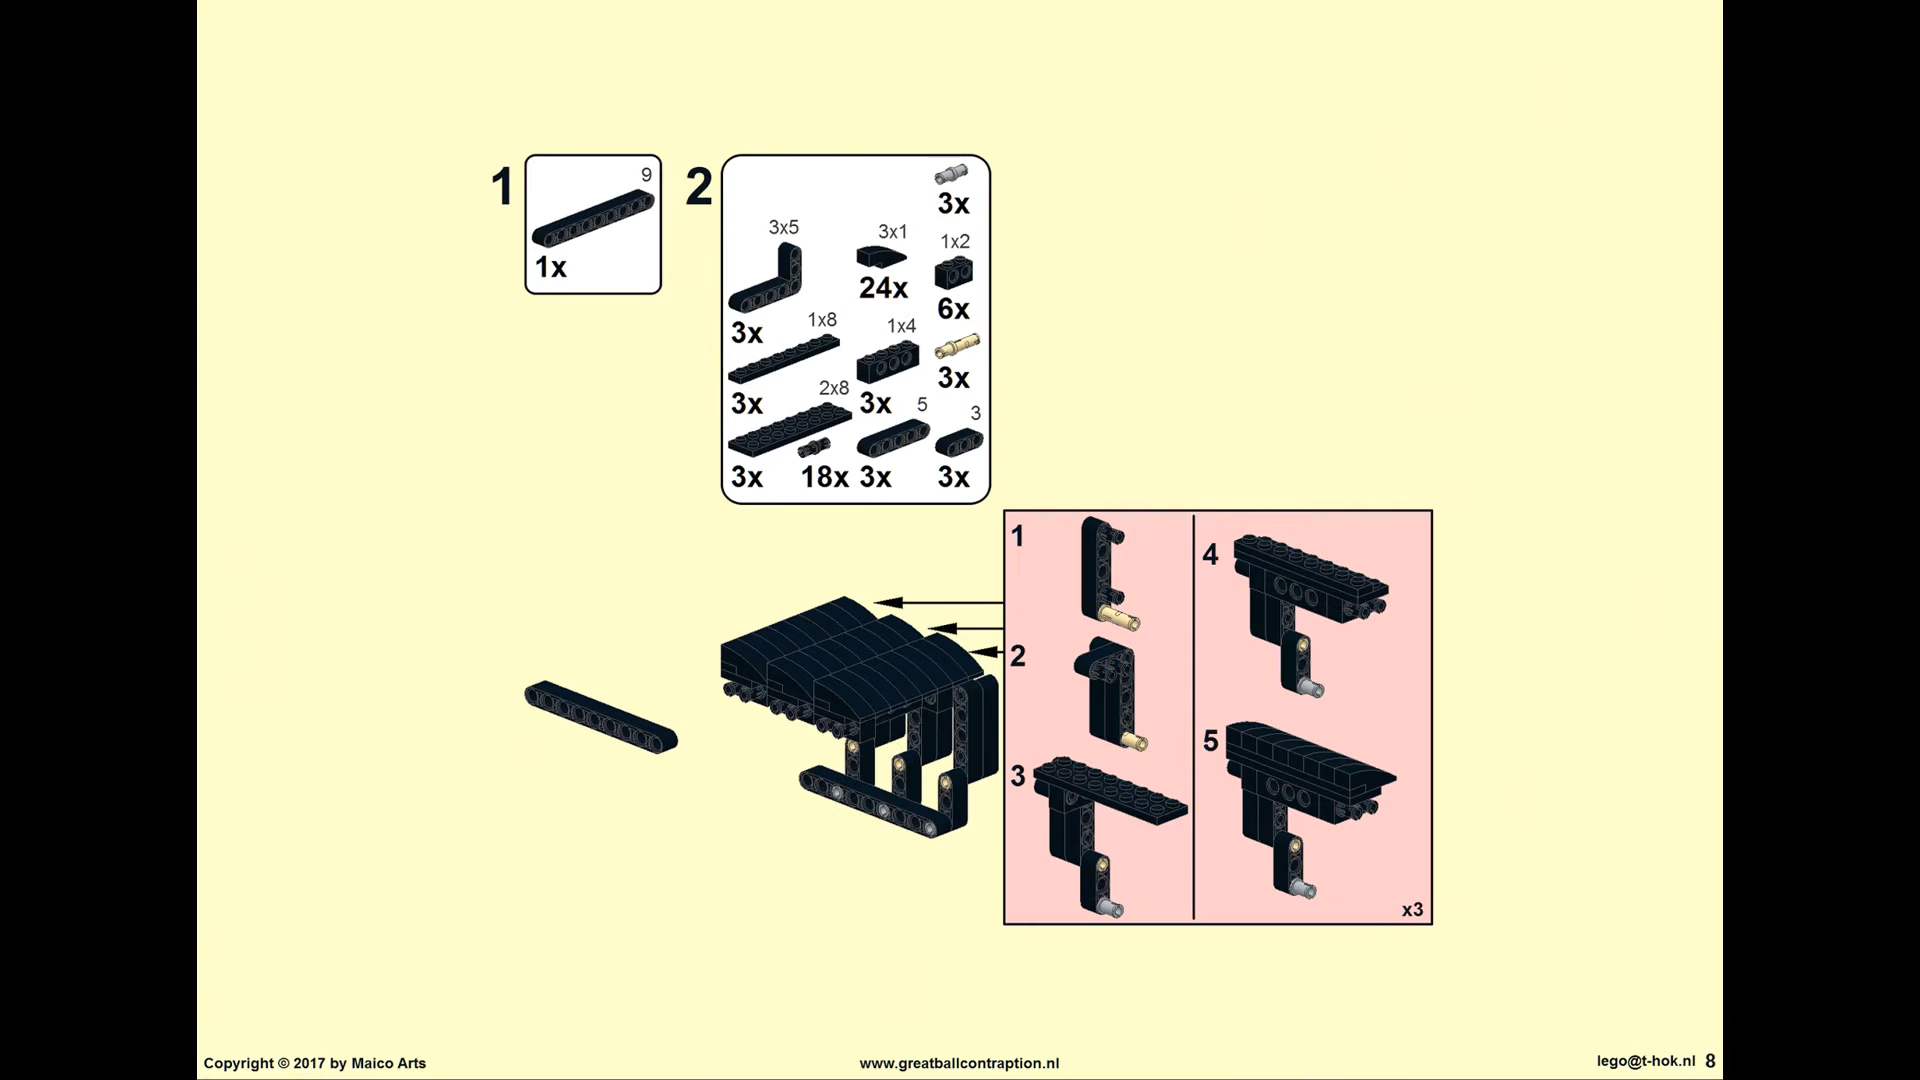 1
9
1x
2
3x
3x5
3x1
1x2
24x
6x
3x
1x8
1x4
3x
3x
2x8
3x
5
3
3x
18x
3x
3x
1
4
2
5
3
x3
Copyright © 2017 by Maico Arts
www.greatballcontraption.nl
lego@t-hok.nl 8